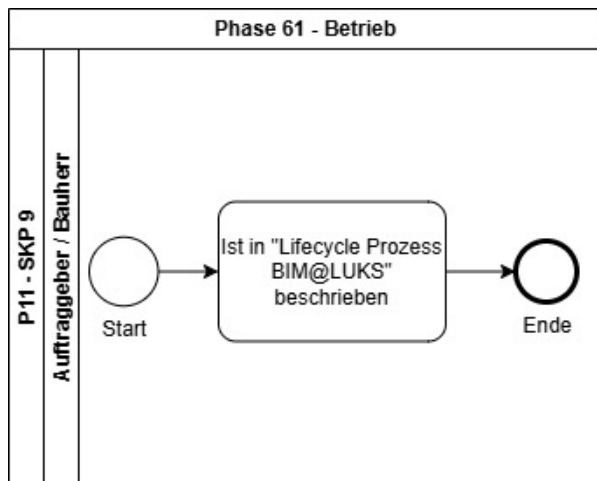 Phase 61 - Betrieb
P11 - SKP 9
Auftraggeber / Bauherr
Ist in "Lifecycle Prozess
BIM@LUKS"
beschrieben
Start
Ende